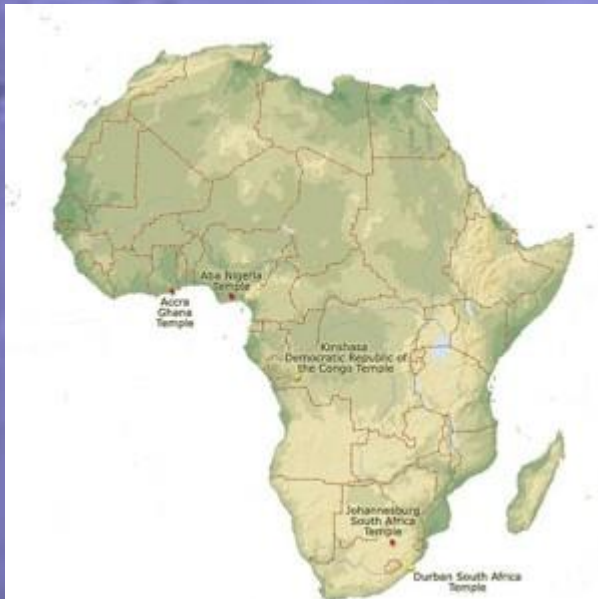 Aba Nigeria
Temple
Accra
Ghana
Temple
Kinshasa
Democratic Republic of
the Congo Temple
Johannesburg
South Africa
Temple
Durban South Africa
Temple